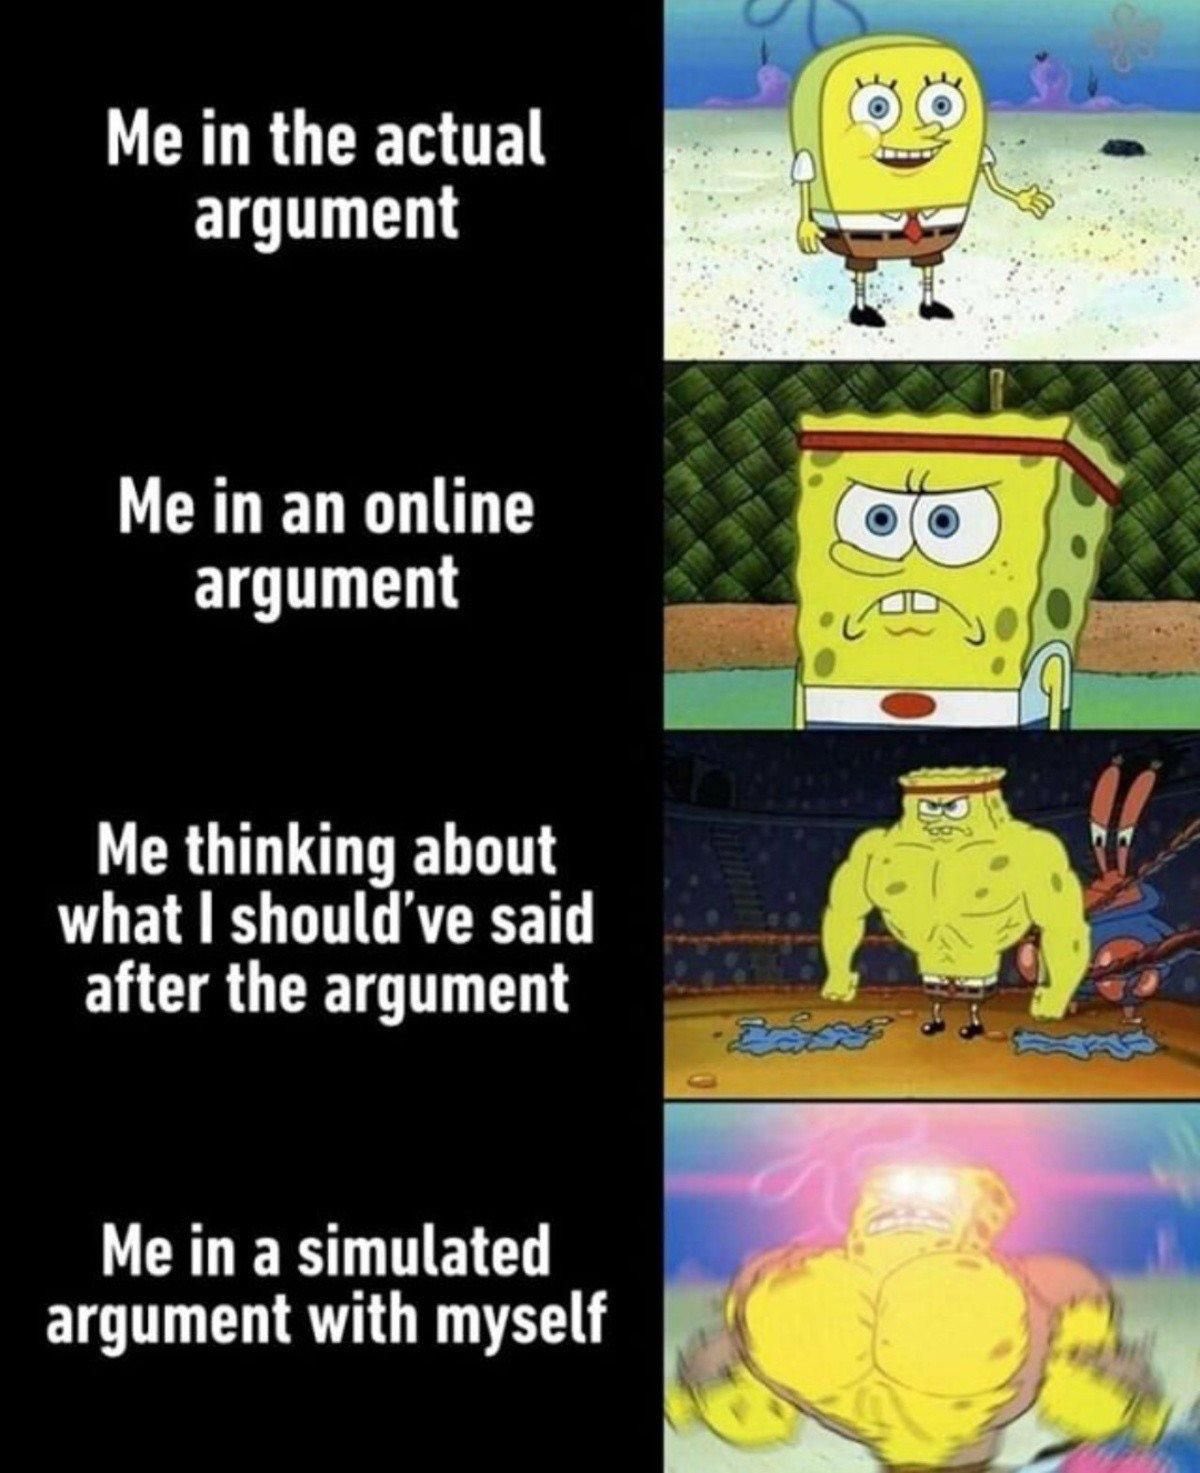 Me in the actual
argument
Me in an online
argument
Me thinking about
what I should've said
after the argument
Me in a simulated
argument with myself